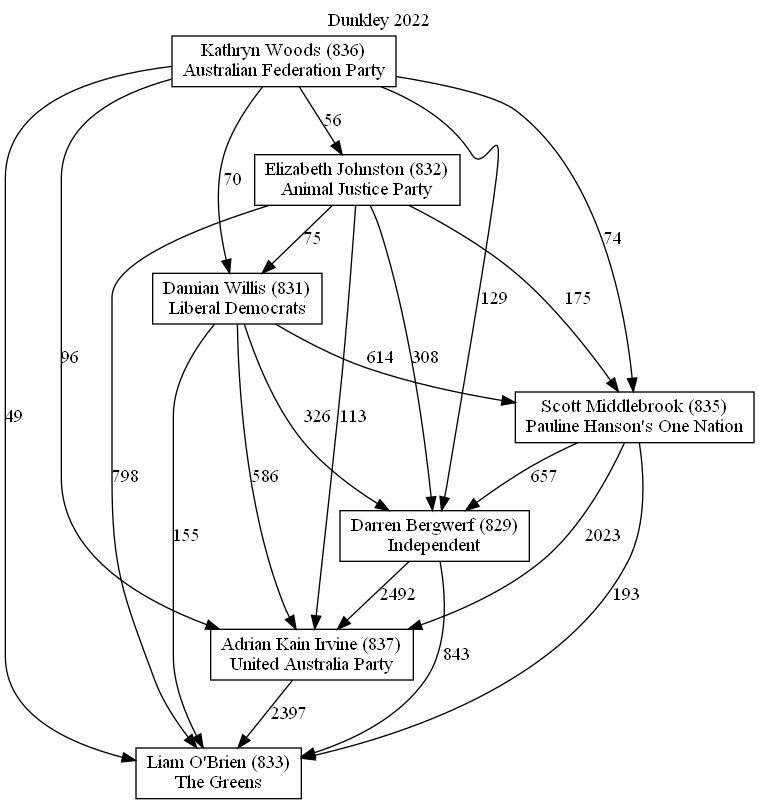 Dunkley 2022
Kathryn Woods (836)
Australian Federation Party
56
Elizabeth Johnston (832)
Animal Justice Party
70
74
75
Damian Willis (831)
Liberal Democrats
129
175
96
614
308
49
326
113
Scott Middlebrook (835)
Pauline Hanson's One Nation
798
586
657
155
Darren Bergwerf (829)
Independent
2023
2492
193
Adrian Kain Irvine (837)
United Australia Party
843
2397
Liam O'Brien (833)
The Greens